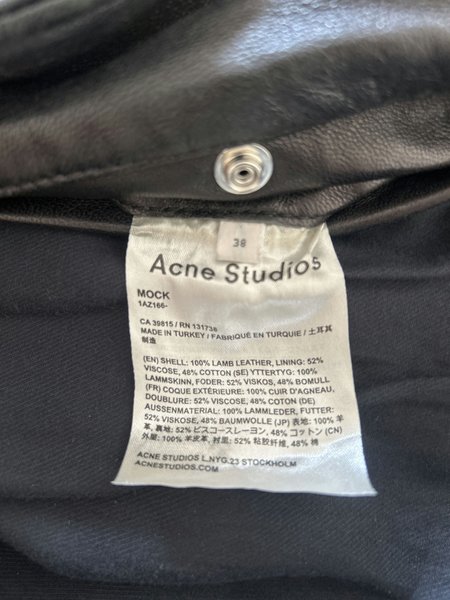 38
Acne Studios
MOCK
1AZ166-
CA 39815 / RN 131736
MADE IN TURKEY / FABRIQUÉ EN TURQUIE / 土耳其
制造
(EN) SHELL: 100% LAMB LEATHER, LINING: 52%
VISCOSE, 48% COTTON (SE) YTTERTYG: 100%
LAMMSKINN, FODER: 52% VISKOS, 48% BOMULL
(FR) COQUE EXTÉRIEURE: 100% CUIR D'AGNEAU,
DOUBLURE: 52% VISCOSE, 48% COTON (DE)
AUSSENMATERIAL: 100% LAMMLEDER, FUTTER:
52% VISKOSE, 48% BAUMWOLLE (JP) 表地: 100% 羊
革, 裏地: 52% ビスコースレーヨン, 48% コットン (CN)
外层: 100% 羊皮革, 衬里: 52% 粘胶纤维, 48% 棉
ACNE STUDIOS L.NYG.23 STOCKHOLM
ACNESTUDIOS.COM